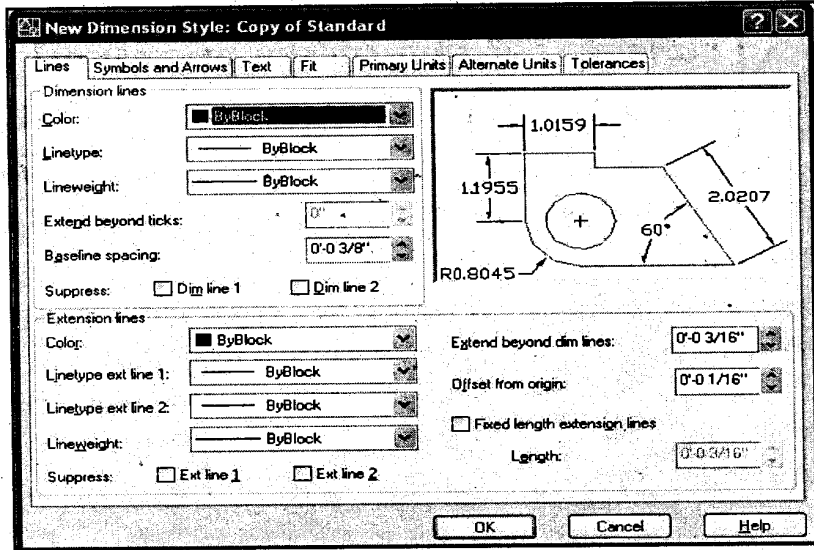 New Dimension Style: Copy of Standard
Lines Symbols and Arrows Text Fit Primary Units Alternate Units Tolerances
Dimension lines
Color: ByBlock
Linetype: ByBlock
Lineweight: ByBlock
Extend beyond ticks: 0"
Baseline spacing: 0'-0 3/8"
Suppress: Dim line 1 Dim line 2
1.0159
1.1955
2.0207
60°
R0.8045
Extension lines
Color: ByBlock
Linetype ext line 1: ByBlock
Linetype ext line 2: ByBlock
Lineweight: ByBlock
Suppress: Ext line 1 Ext line 2
Extend beyond dim lines: 0'-0 3/16"
Offset from origin: 0'-0 1/16"
Fixed length extension lines
Length: 0'-0 3/16"
OK Cancel Help